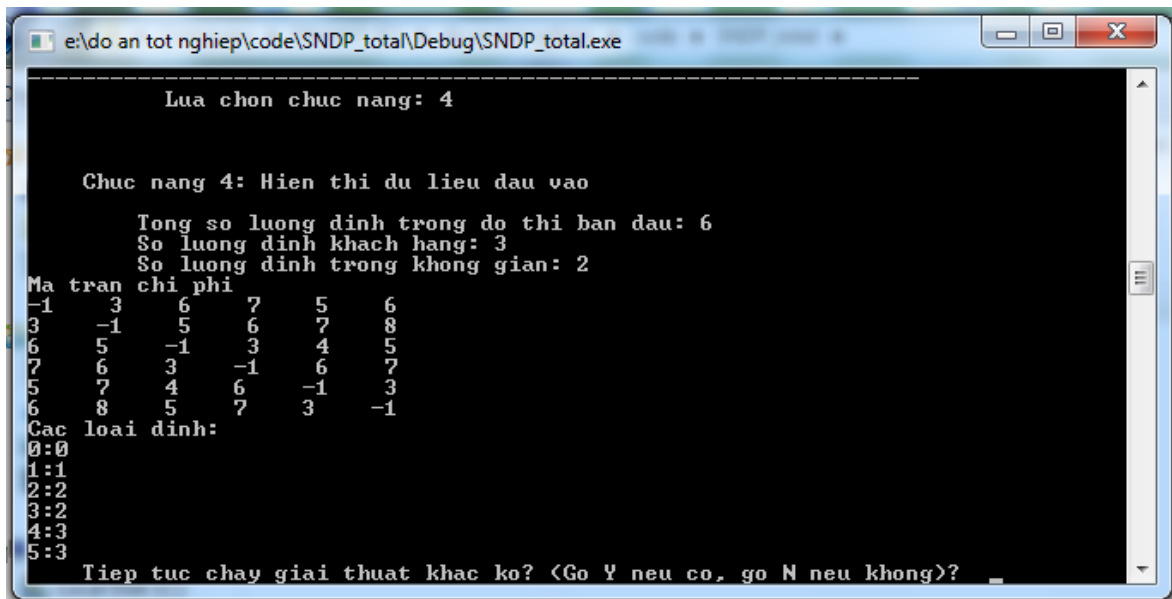 e:\do an tot nghiep\code\SNDP_total\Debug\SNDP_total.exe
Lua chon chuc nang: 4
Chuc nang 4: Hien thi du lieu dau vao
Tong so luong dinh trong do thi ban dau: 6
So luong dinh khach hang: 3
So luong dinh trong khong gian: 2
Ma tran chi phi
-1 3 6 7 5 6
3 -1 5 6 7 8
6 5 -1 3 4 5
7 6 3 -1 6 7
5 7 4 6 -1 3
6 8 5 7 3 -1
Cac loai dinh:
0:0
1:1
2:2
3:2
4:3
5:3
Tiep tuc chay giai thuat khac ko? (Go Y neu co, go N neu khong)? _